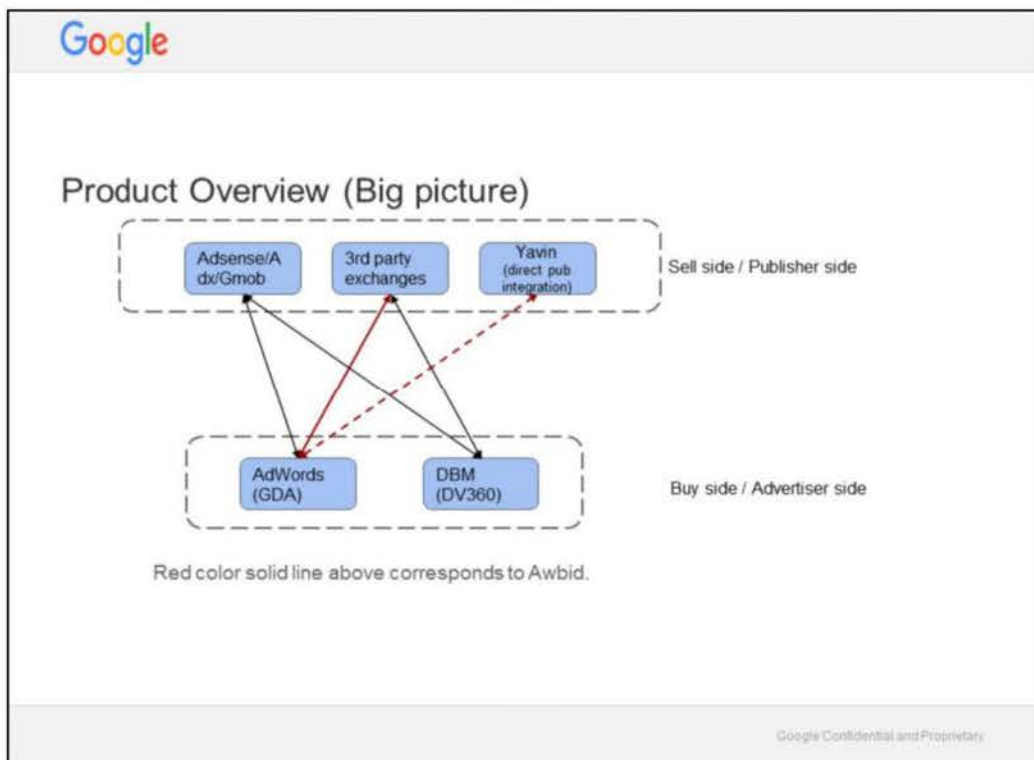 Google
Product Overview (Big picture)
Adsense/A
dx/Gmob
3rd party
exchanges
Yavin
(direct pub
integration)
Sell side / Publisher side
AdWords
(GDA)
DBM
(DV360)
Buy side / Advertiser side
Red color solid line above corresponds to Awbid.
Google Confidential and Proprietary